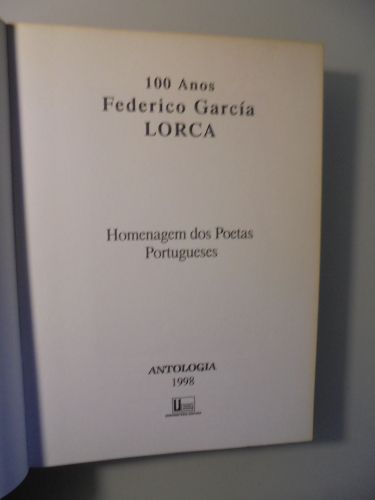 100 Anos
Federico García
LORCA
Homenagem dos Poetas
Portugueses
ANTOLOGIA
1998